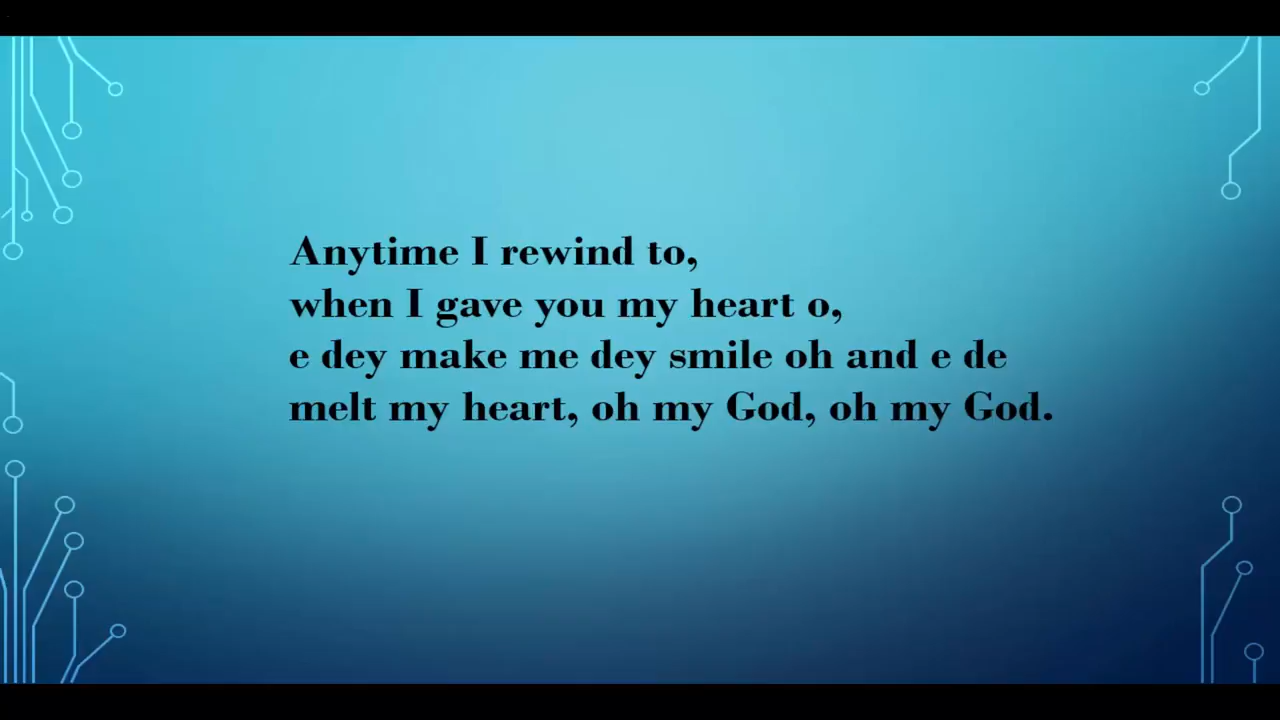 Anytime I rewind to,
when I gave you my heart o,
e dey make me dey smile oh and e de
melt my heart, oh my God, oh my God.